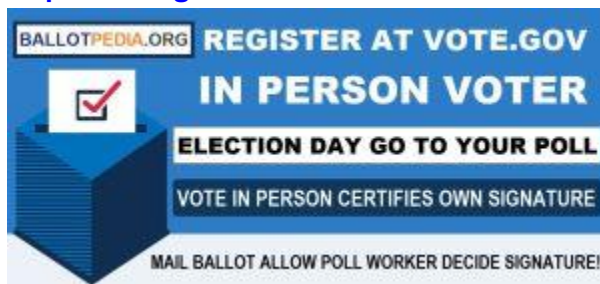 BALLOTPEDIA.ORG
REGISTER AT VOTE.GOV
IN PERSON VOTER
ELECTION DAY GO TO YOUR POLL
VOTE IN PERSON CERTIFIES OWN SIGNATURE
MAIL BALLOT ALLOW POLL WORKER DECIDE SIGNATURE!